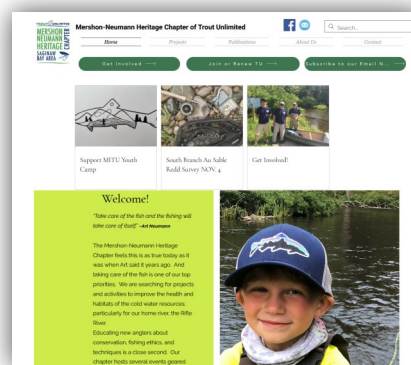 TROUT UNLIMITED
MERSHON
NEUMANN
HERITAGE
CHAPTER
SAGINAW
BAY AREA
Mershon-Neumann Heritage Chapter of Trout Unlimited
Search...
Home
Projects
Publications
About Us
Contact
Get Involved
Join or Renew TU
Subscribe to our Email N...
Support MITU Youth
Camp
South Branch Au Sable
Redd Survey NOV. 4
Get Involved!
Welcome!
"Take care of the fish and the fishing will
take care of itself." –Art Neumann
The Mershon-Neumann Heritage
Chapter feels this is as true today as it
was when Art said it years ago. And
taking care of the fish is one of our top
priorities. We are searching for projects
and activities to improve the health and
habitats of the cold water resources,
particularly for our home river, the Rifle
River.
Educating new anglers about
conservation, fishing ethics, and
techniques is a close second. Our
chapter hosts several events geared